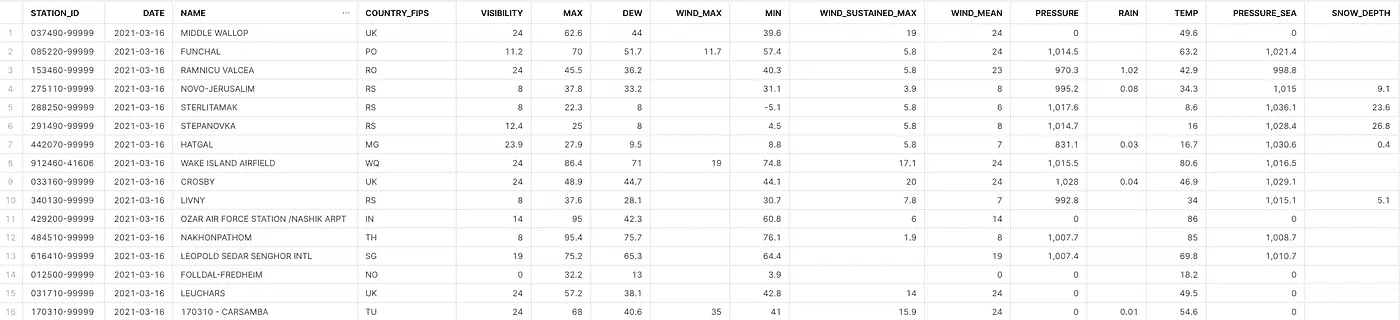 STATION_ID DATE NAME ... COUNTRY_FIPS VISIBILITY MAX DEW WIND_MAX MIN WIND_SUSTAINED_MAX WIND_MEAN PRESSURE RAIN TEMP PRESSURE_SEA SNOW_DEPTH
1 037490-99999 2021-03-16 MIDDLE WALLOP UK 24 62.6 44 39.6 19 24 0 49.6 0
2 085220-99999 2021-03-16 FUNCHAL PO 11.2 70 51.7 11.7 57.4 5.8 24 1,014.5 63.2 1,021.4
3 153460-99999 2021-03-16 RAMNICU VALCEA RO 24 45.5 36.2 40.3 5.8 23 970.3 1.02 42.9 998.8
4 275110-99999 2021-03-16 NOVO-JERUSALIM RS 8 37.8 33.2 31.1 3.9 8 995.2 0.08 34.3 1,015 9.1
5 288250-99999 2021-03-16 STERLITAMAK RS 8 22.3 8 -5.1 5.8 6 1,017.6 8.6 1,036.1 23.6
6 291490-99999 2021-03-16 STEPANOVKA RS 12.4 25 8 4.5 5.8 8 1,014.7 16 1,028.4 26.8
7 442070-99999 2021-03-16 HATGAL MG 23.9 27.9 9.5 8.8 5.8 7 831.1 0.03 16.7 1,030.6 0.4
8 912460-41606 2021-03-16 WAKE ISLAND AIRFIELD WQ 24 86.4 71 19 74.8 17.1 24 1,015.5 80.6 1,016.5
9 033160-99999 2021-03-16 CROSBY UK 24 48.9 44.7 44.1 20 24 1,028 0.04 46.9 1,029.1
10 340130-99999 2021-03-16 LIVNY RS 8 37.6 28.1 30.7 7.8 7 992.8 34 1,015.1 5.1
11 429200-99999 2021-03-16 OZAR AIR FORCE STATION /NASHIK ARPT IN 14 95 42.3 60.8 6 14 0 86 0
12 484510-99999 2021-03-16 NAKHONPATHOM TH 8 95.4 75.7 76.1 1.9 8 1,007.7 85 1,008.7
13 616410-99999 2021-03-16 LEOPOLD SEDAR SENGHOR INTL SG 19 75.2 65.3 64.4 19 1,007.4 69.8 1,010.7
14 012500-99999 2021-03-16 FOLLDAL-FREDHEIM NO 0 32.2 13 3.9 0 0 18.2 0
15 031710-99999 2021-03-16 LEUCHARS UK 24 57.2 38.1 42.8 14 24 0 49.5 0
16 170310-99999 2021-03-16 170310 - CARSAMBA TU 24 68 40.6 35 41 15.9 24 0 0.01 54.6 0